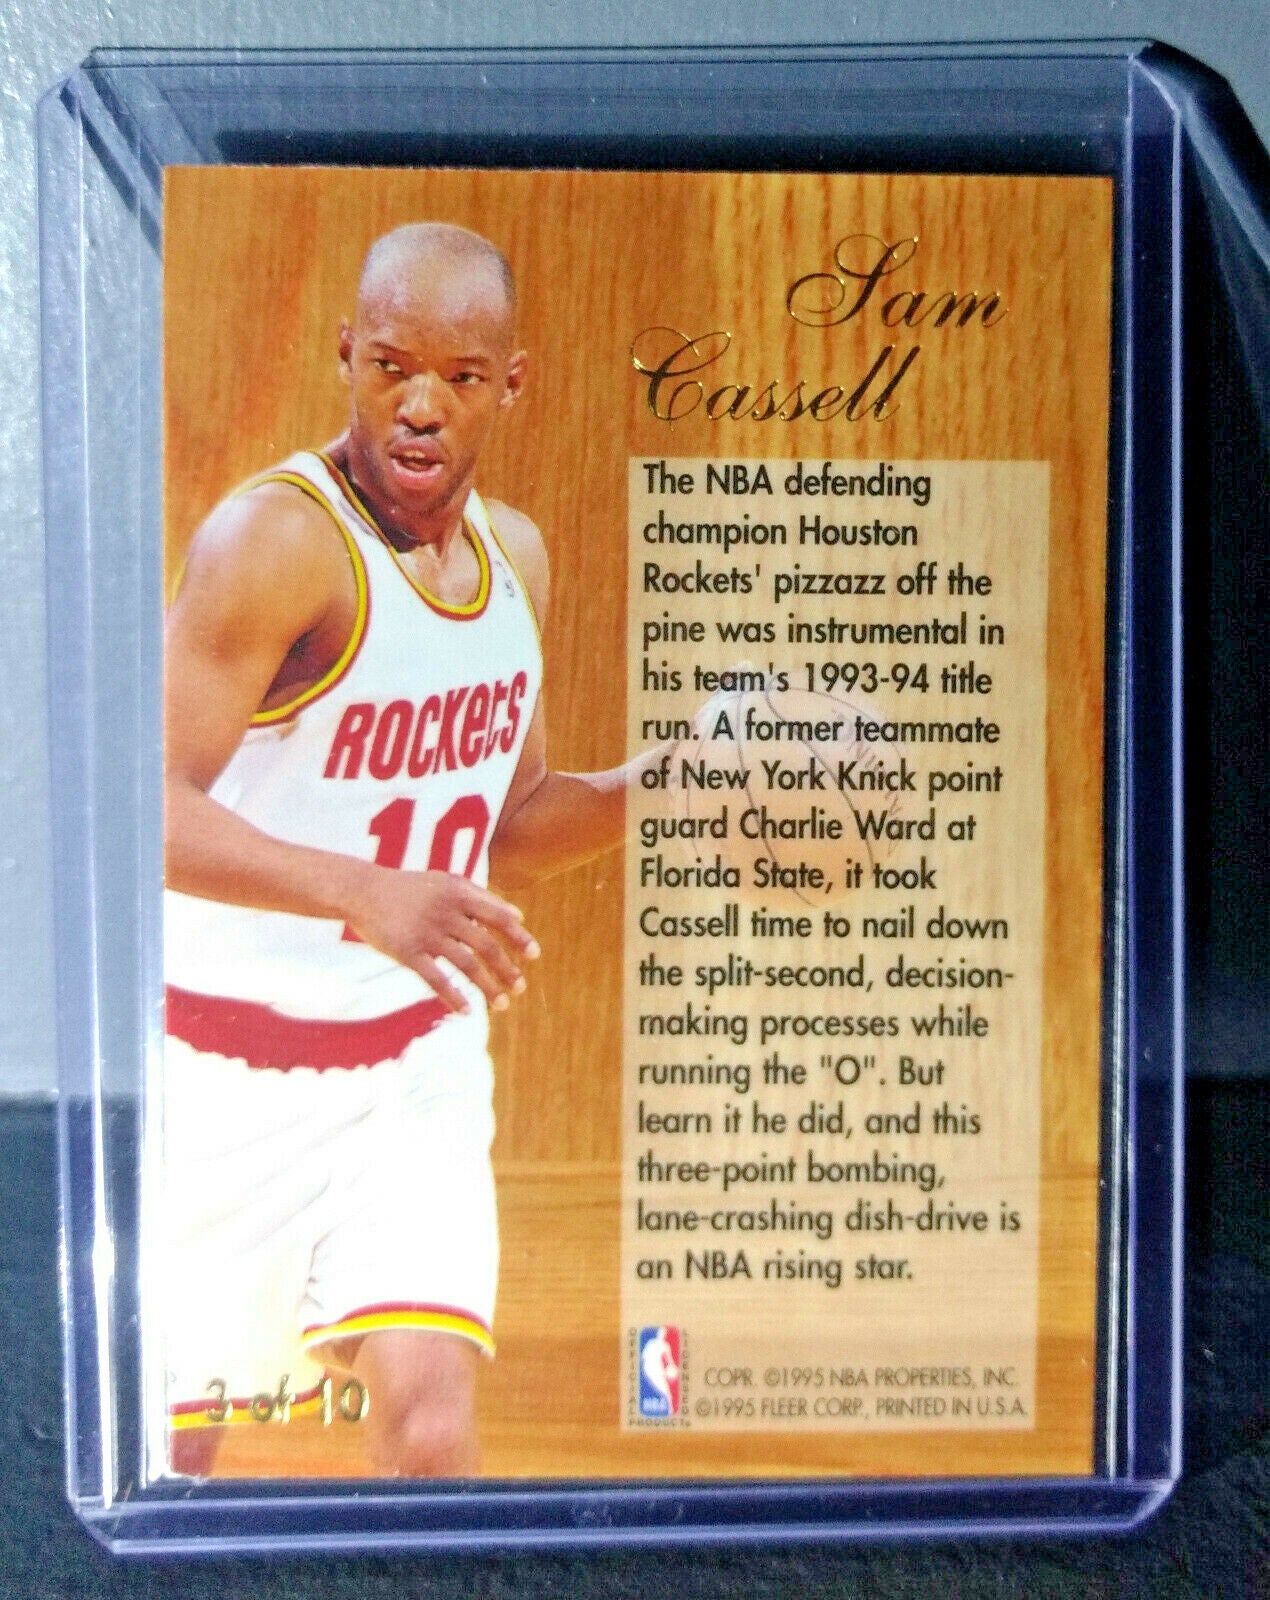 Sam
Cassell
The NBA defending
champion Houston
Rockets' pizzazz off the
pine was instrumental in
his team's 1993-94 title
run. A former teammate
of New York Knick point
guard Charlie Ward at
Florida State, it took
Cassell time to nail down
the split-second, decision-
making processes while
running the "O". But
learn it he did, and this
three-point bombing,
lane-crashing dish-drive is
an NBA rising star.
ROCKETS
10
OFFICIAL
LICENSED
NBA
PRODUCT
COPR. ©1995 NBA PROPERTIES, INC.
©1995 FLEER CORP., PRINTED IN U.S.A.
3 of 10